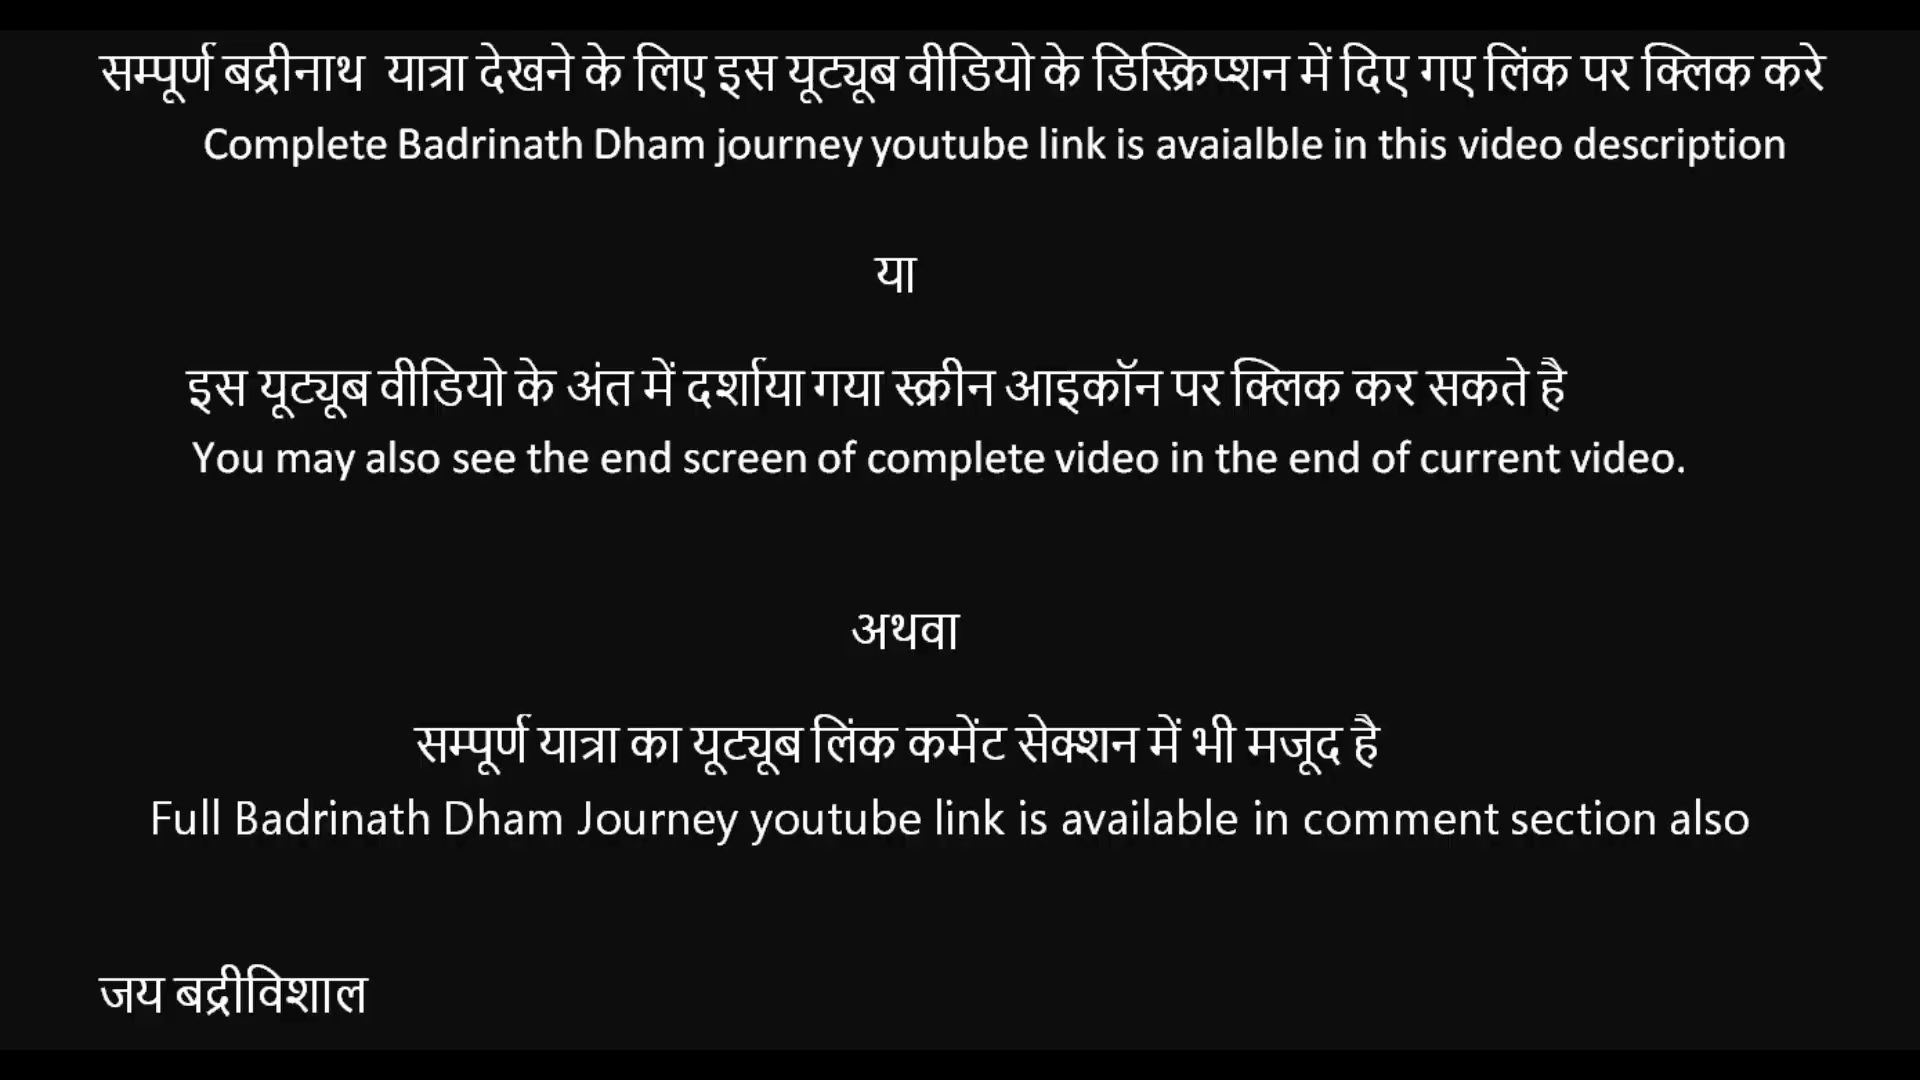 सम्पूर्ण बद्रीनाथ यात्रा देखने के लिए इस यूट्यूब वीडियो के डिस्क्रिप्शन में दिए गए लिंक पर क्लिक करे
Complete Badrinath Dham journey youtube link is avaialble in this video description
या
इस यूट्यूब वीडियो के अंत में दर्शाया गया स्क्रीन आइकॉन पर क्लिक कर सकते है
You may also see the end screen of complete video in the end of current video.
अथवा
सम्पूर्ण यात्रा का यूट्यूब लिंक कमेंट सेक्शन में भी मजूद है
Full Badrinath Dham Journey youtube link is available in comment section also
जय बद्रीविशाल